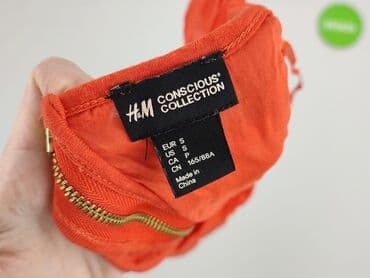 H&M CONSCIOUS*
COLLECTION
EUR S
US S
CA P
CN 165/88A
Made in
China